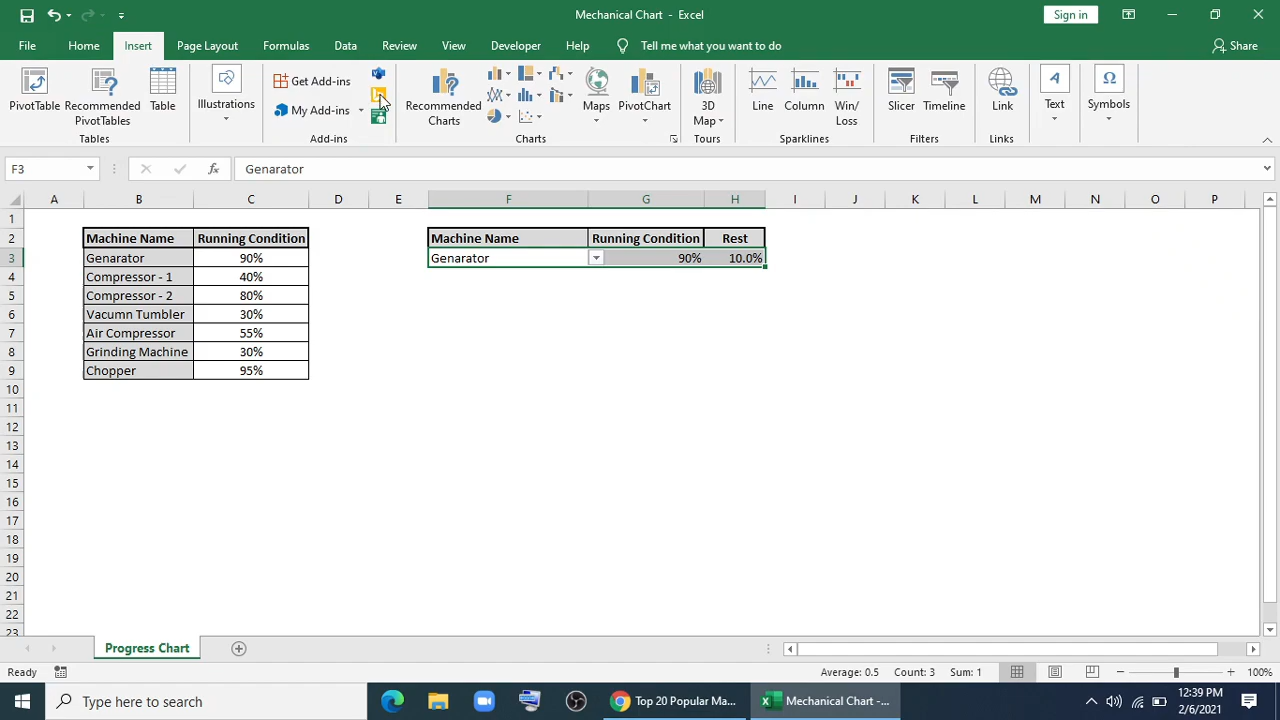 Mechanical Chart - Excel
Sign in
File Home Insert Page Layout Formulas Data Review View Developer Help Tell me what you want to do Share
PivotTable
Recommended PivotTables
Table
Tables
Illustrations
Get Add-ins
My Add-ins
Add-ins
Recommended Charts
Maps
PivotChart
Charts
3D Map
Tours
Line
Column
Win/ Loss
Sparklines
Slicer
Timeline
Filters
Link
Links
Text
Symbols
F3 fx Genarator
A B C D E F G H I J K L M N O P
1
2 Machine Name Running Condition Machine Name Running Condition Rest
3 Genarator 90% Genarator 90% 10.0%
4 Compressor - 1 40%
5 Compressor - 2 80%
6 Vacumn Tumbler 30%
7 Air Compressor 55%
8 Grinding Machine 30%
9 Chopper 95%
10
11
12
13
14
15
16
17
18
19
20
21
22
23
Progress Chart
Ready Average: 0.5 Count: 3 Sum: 1 100%
Type here to search
Top 20 Popular Ma...
Mechanical Chart -...
12:39 PM
2/6/2021